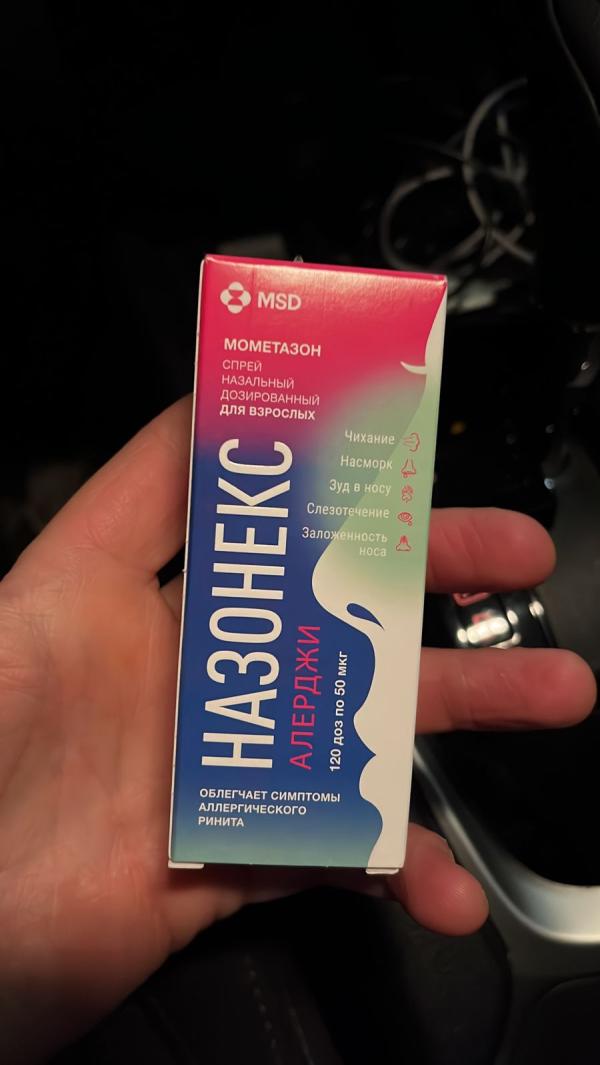 MSD
МОМЕТАЗОН
СПРЕЙ
НАЗАЛЬНЫЙ
ДОЗИРОВАННЫЙ
ДЛЯ ВЗРОСЛЫХ
Чихание
Насморк
Зуд в носу
Слезотечение
Заложенность
носа
НАЗОНЕКС
АЛЕРДЖИ
120 доз по 50 мкг
ОБЛЕГЧАЕТ СИМПТОМЫ
АЛЛЕРГИЧЕСКОГО
РИНИТА